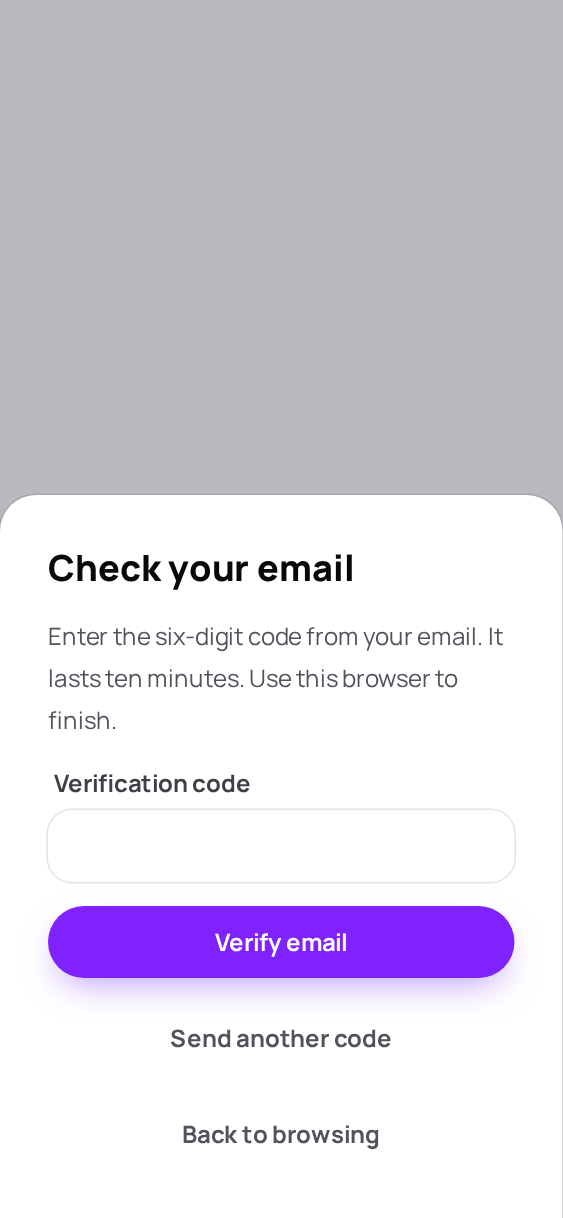 Check your email
Enter the six-digit code from your email. It
lasts ten minutes. Use this browser to
finish.
Verification code
Verify email
Send another code
Back to browsing